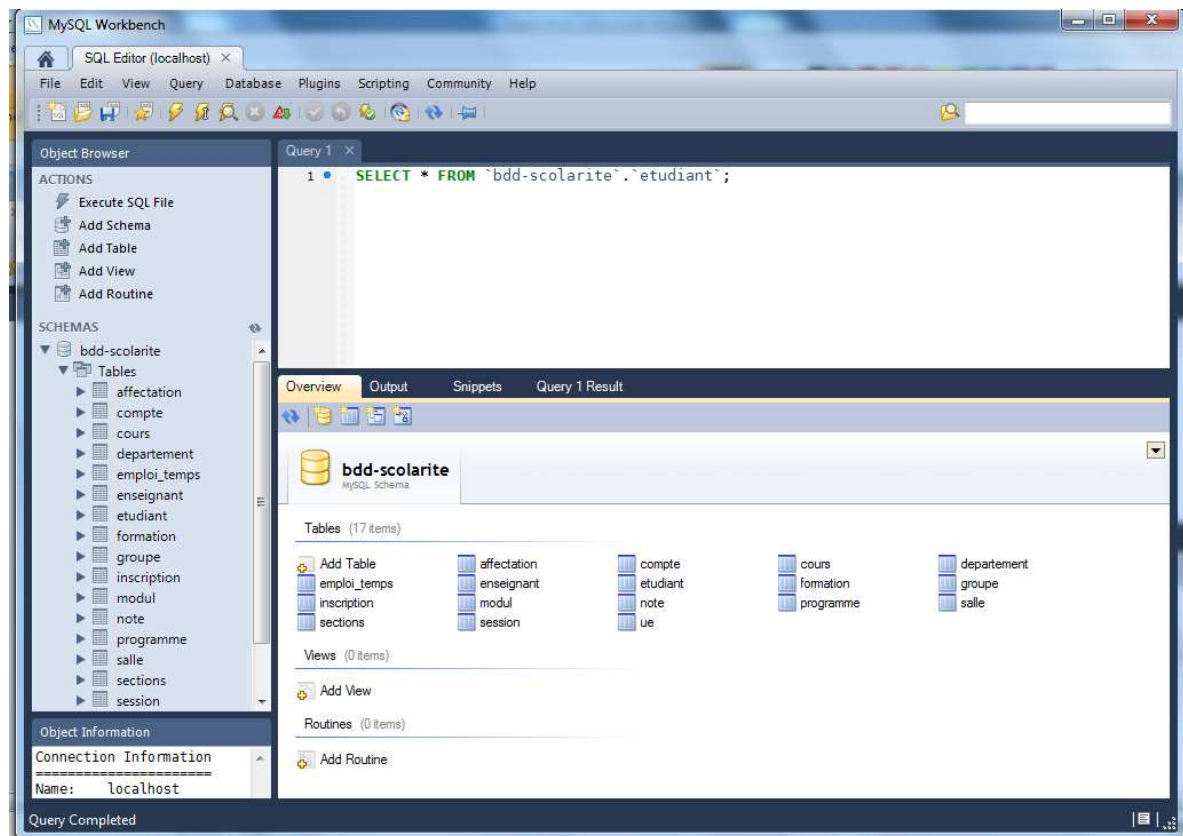 MySQL Workbench
SQL Editor (localhost) ×
File Edit View Query Database Plugins Scripting Community Help
Object Browser
ACTIONS
Execute SQL File
Add Schema
Add Table
Add View
Add Routine
SCHEMAS
bdd-scolarite
Tables
affectation
compte
cours
departement
emploi_temps
enseignant
etudiant
formation
groupe
inscription
modul
note
programme
salle
sections
session
Object Information
Connection Information
======================
Name: localhost
Query 1 ×
1 SELECT * FROM `bdd-scolarite`.`etudiant`;
Overview Output Snippets Query 1 Result
bdd-scolarite
MySQL Schema
Tables (17 items)
Add Table affectation compte cours departement
emploi_temps enseignant etudiant formation groupe
inscription modul note programme salle
sections session ue
Views (0 items)
Add View
Routines (0 items)
Add Routine
Query Completed